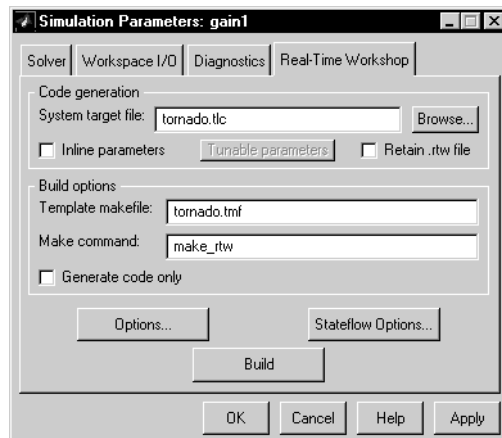 Simulation Parameters: gain1
Solver Workspace I/O Diagnostics Real-Time Workshop
Code generation
System target file: tornado.tlc Browse...
Inline parameters Tunable parameters Retain .rtw file
Build options
Template makefile: tornado.tmf
Make command: make_rtw
Generate code only
Options... Stateflow Options...
Build
OK Cancel Help Apply